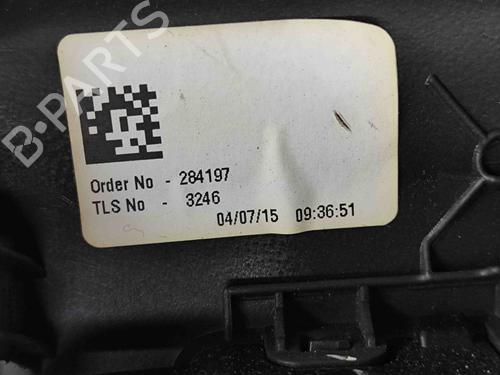 B-PARTS
Order No - 284197
TLS No - 3246
04/07/15 09:36:51